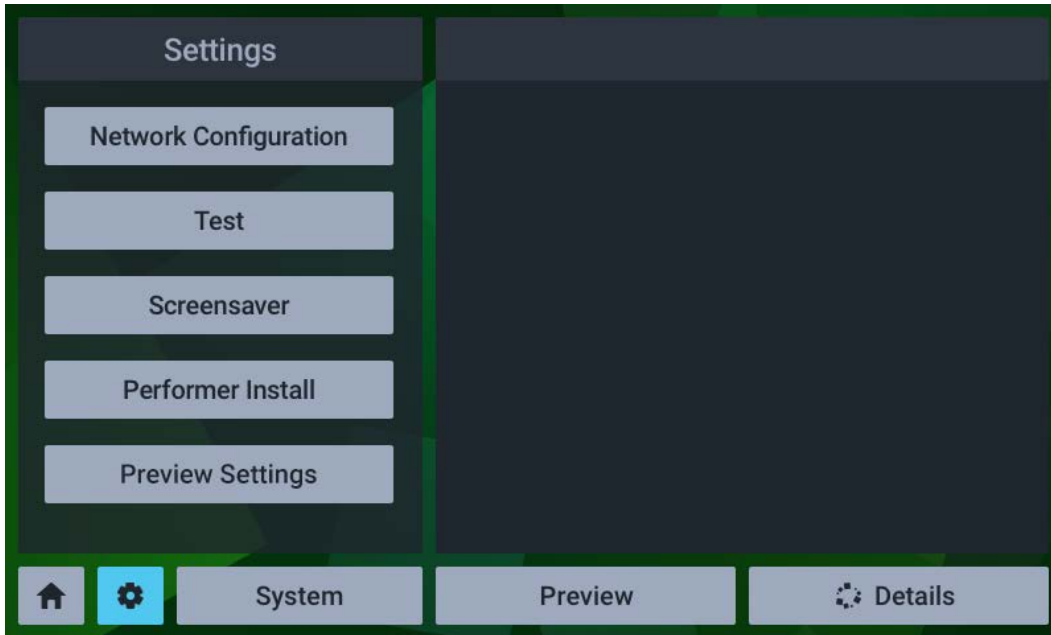 Settings
Network Configuration
Test
Screensaver
Performer Install
Preview Settings
System
Preview
Details